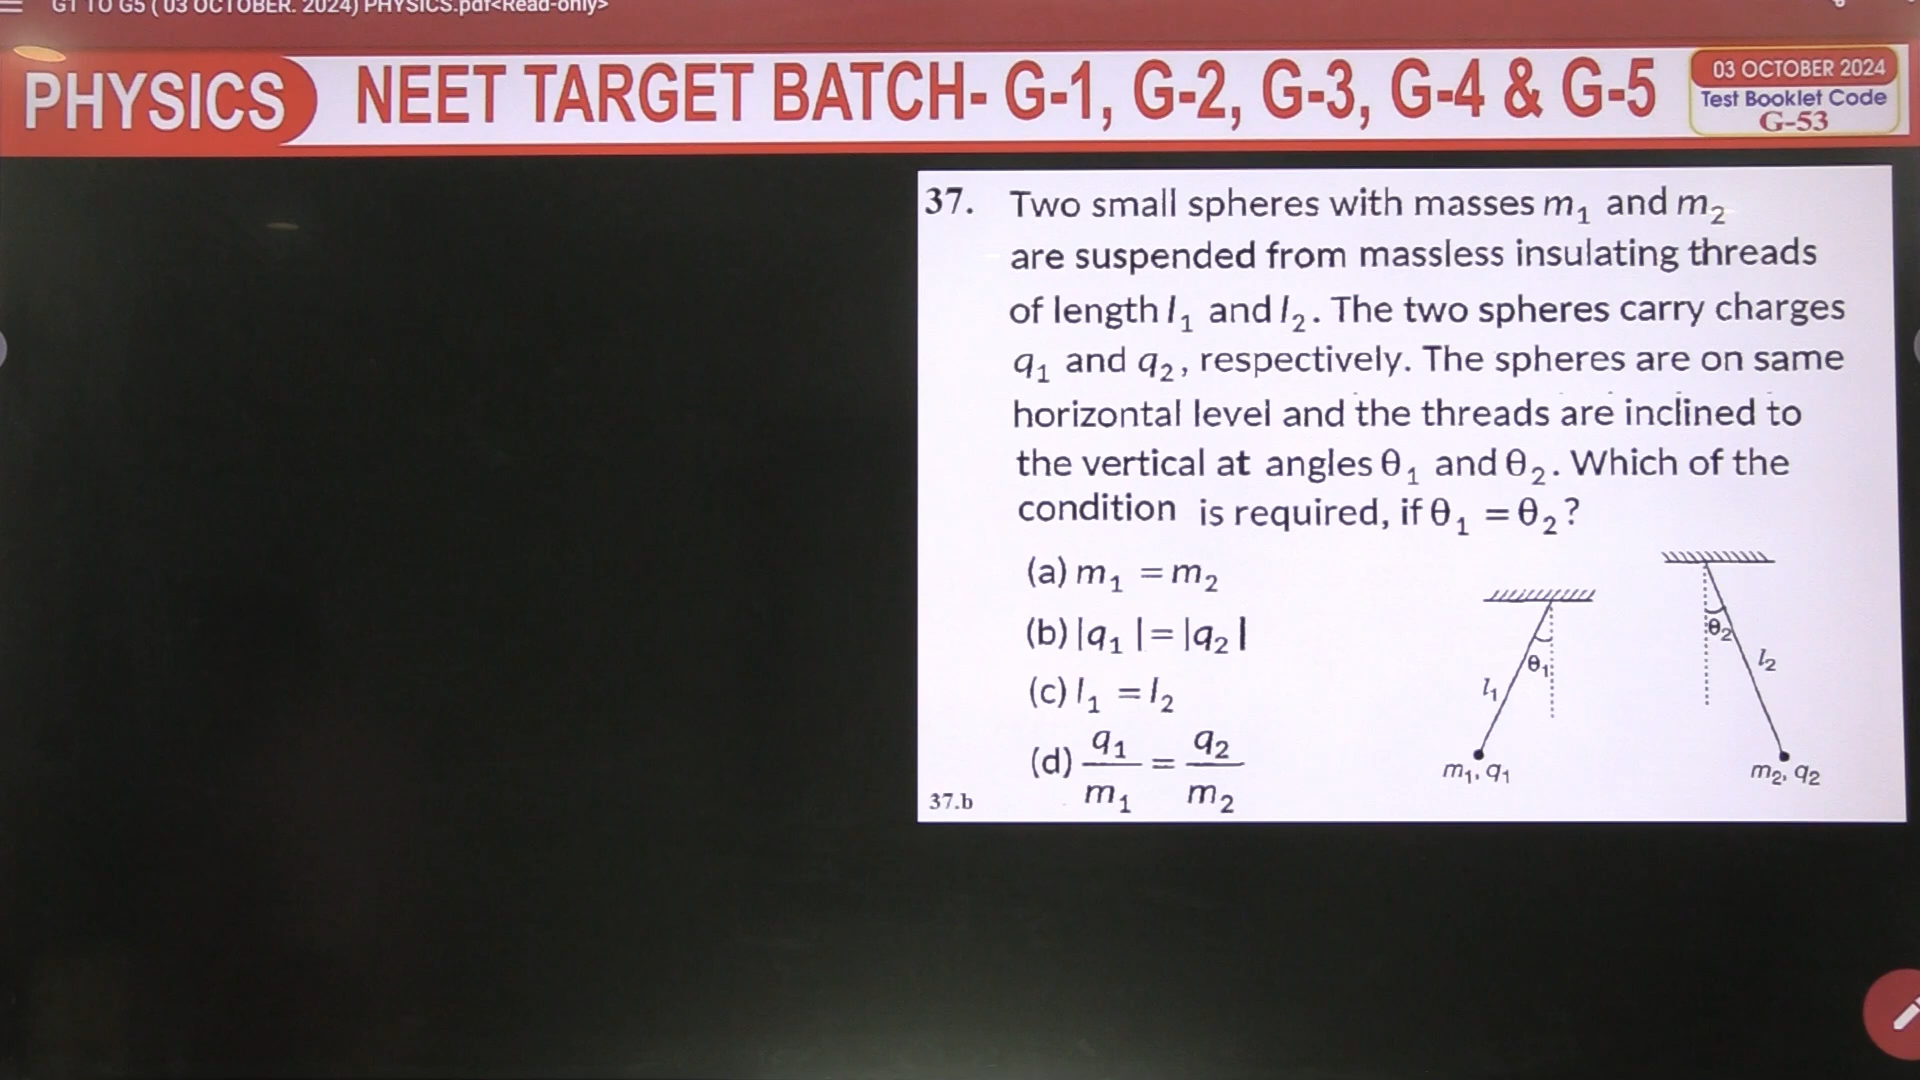 G1 TO G5 ( 03 OCTOBER. 2024) PHYSICS.pdf<Read-only>
PHYSICS
NEET TARGET BATCH- G-1, G-2, G-3, G-4 & G-5
03 OCTOBER 2024
Test Booklet Code
G-53
37. Two small spheres with masses m₁ and m₂
are suspended from massless insulating threads
of length l₁ and l₂. The two spheres carry charges
q₁ and q₂, respectively. The spheres are on same
horizontal level and the threads are inclined to
the vertical at angles θ₁ and θ₂. Which of the
condition is required, if θ₁ = θ₂?
(a) m₁ = m₂
(b) |q₁ | = |q₂ |
(c) l₁ = l₂
(d) q₁/m₁ = q₂/m₂
θ₁
l₁
m₁, q₁
θ₂
l₂
m₂, q₂
37.b